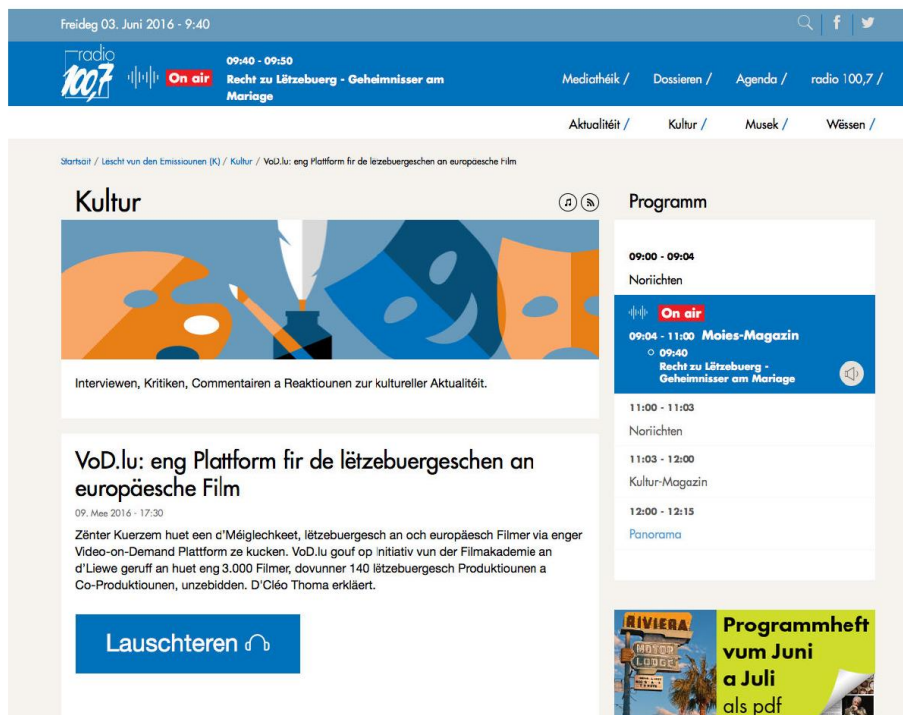 Freideg 03. Juni 2016 - 9:40
radio
100,7
On air
09:40 - 09:50
Recht zu Lëtzebuerg - Geheimnisser am
Mariage
Mediathéik / Dossieren / Agenda / radio 100,7 /
Aktualitéit / Kultur / Musek / Wëssen /
Startsäit / Lëscht vun den Emissiounen (K) / Kultur / VoD.lu: eng Plattform fir de lëtzebuergeschen an europäesche Film
Kultur
Interviewen, Kritiken, Commentairen a Reaktiounen zur kultureller Aktualitéit.
VoD.lu: eng Plattform fir de lëtzebuergeschen an
europäesche Film
09. Mee 2016 - 17:30
Zënter Kuerzem huet een d'Méiglechkeet, lëtzebuergesch an och europäesch Filmer via enger
Video-on-Demand Plattform ze kucken. VoD.lu gouf op Initiativ vun der Filmakademie an
d'Liewe geruff an huet eng 3.000 Filmer, dovunner 140 lëtzebuergesch Produktiounen a
Co-Produktiounen, unzebidden. D'Cléo Thoma erkläert.
Lauschteren
Programm
09:00 - 09:04
Noriichten
On air
09:04 - 11:00 Moies-Magazin
09:40
Recht zu Lëtzebuerg -
Geheimnisser am Mariage
11:00 - 11:03
Noriichten
11:03 - 12:00
Kultur-Magazin
12:00 - 12:15
Panorama
RIVIERA
MOTOR
LODGE
Programmheft
vum Juni
a Juli
als pdf